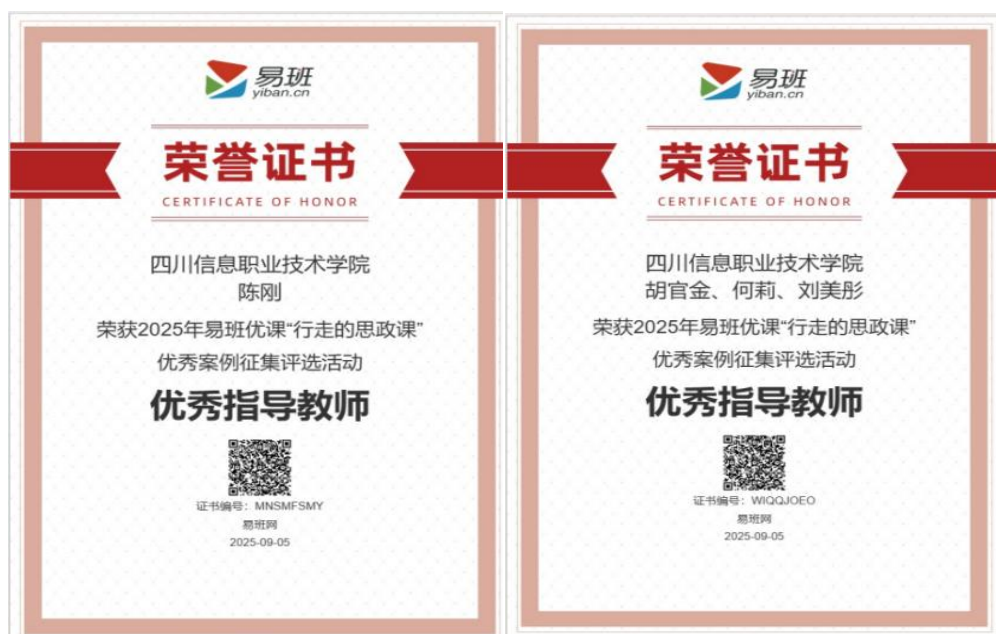 易班
yiban.cn
荣誉证书
CERTIFICATE OF HONOR
四川信息职业技术学院
陈刚
荣获2025年易班优课“行走的思政课”
优秀案例征集评选活动
优秀指导教师
证书编号：MNSMFSMY
易班网
2025-09-05
易班
yiban.cn
荣誉证书
CERTIFICATE OF HONOR
四川信息职业技术学院
胡官金、何莉、刘美彤
荣获2025年易班优课“行走的思政课”
优秀案例征集评选活动
优秀指导教师
证书编号：WIQQJOEO
易班网
2025-09-05